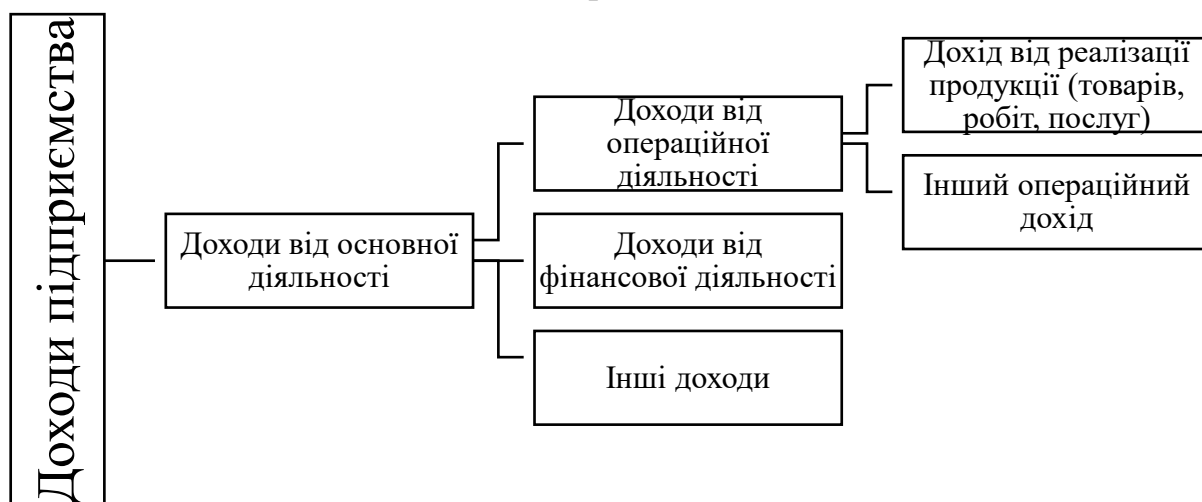 Доходи підприємства
Доходи від основної
діяльності
Доходи від
операційної
діяльності
Доходи від
фінансової діяльності
Інші доходи
Дохід від реалізації
продукції (товарів,
робіт, послуг)
Інший операційний
дохід